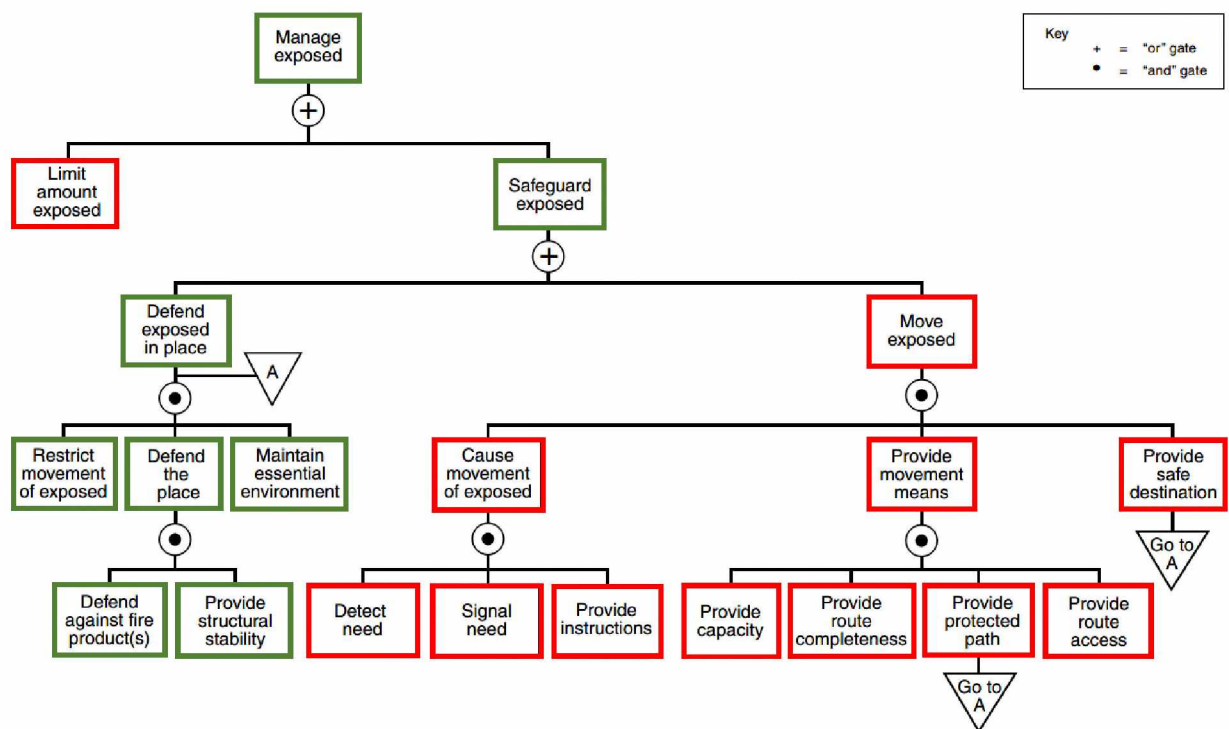 Manage
exposed
Key
+ = "or" gate
• = "and" gate
+
Limit
amount
exposed
Safeguard
exposed
+
Defend
exposed
in place
A
Move
exposed
Restrict
movement
of exposed
Defend
the
place
Maintain
essential
environment
Cause
movement
of exposed
Provide
movement
means
Provide
safe
destination
Go to
A
Defend
against fire
product(s)
Provide
structural
stability
Detect
need
Signal
need
Provide
instructions
Provide
capacity
Provide
route
completeness
Provide
protected
path
Provide
route
access
Go to
A